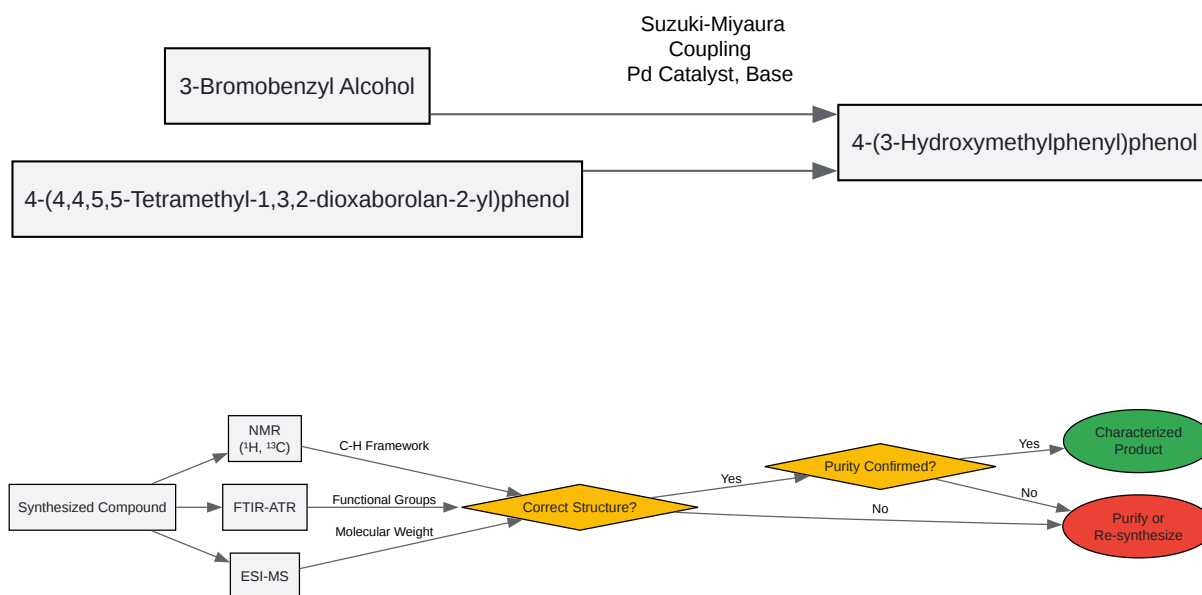 Suzuki-Miyaura
Coupling
Pd Catalyst, Base
3-Bromobenzyl Alcohol
4-(3-Hydroxymethylphenyl)phenol
4-(4,4,5,5-Tetramethyl-1,3,2-dioxaborolan-2-yl)phenol
NMR
(¹H, ¹³C)
C-H Framework
Synthesized Compound
FTIR-ATR
Functional Groups
Molecular Weight
ESI-MS
Correct Structure?
Yes
No
Purity Confirmed?
Yes
No
Characterized
Product
Purify or
Re-synthesize